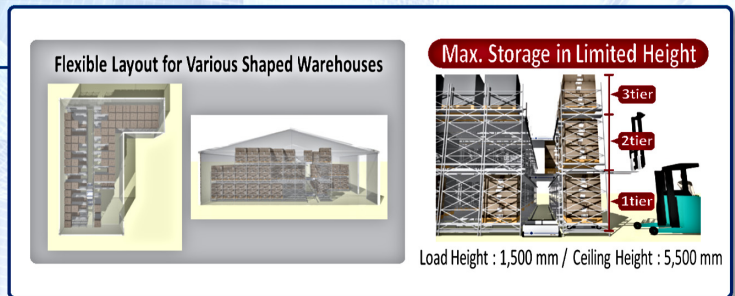 Flexible Layout for Various Shaped Warehouses
Max. Storage in Limited Height
3tier
2tier
1tier
Load Height : 1,500 mm / Ceiling Height : 5,500 mm